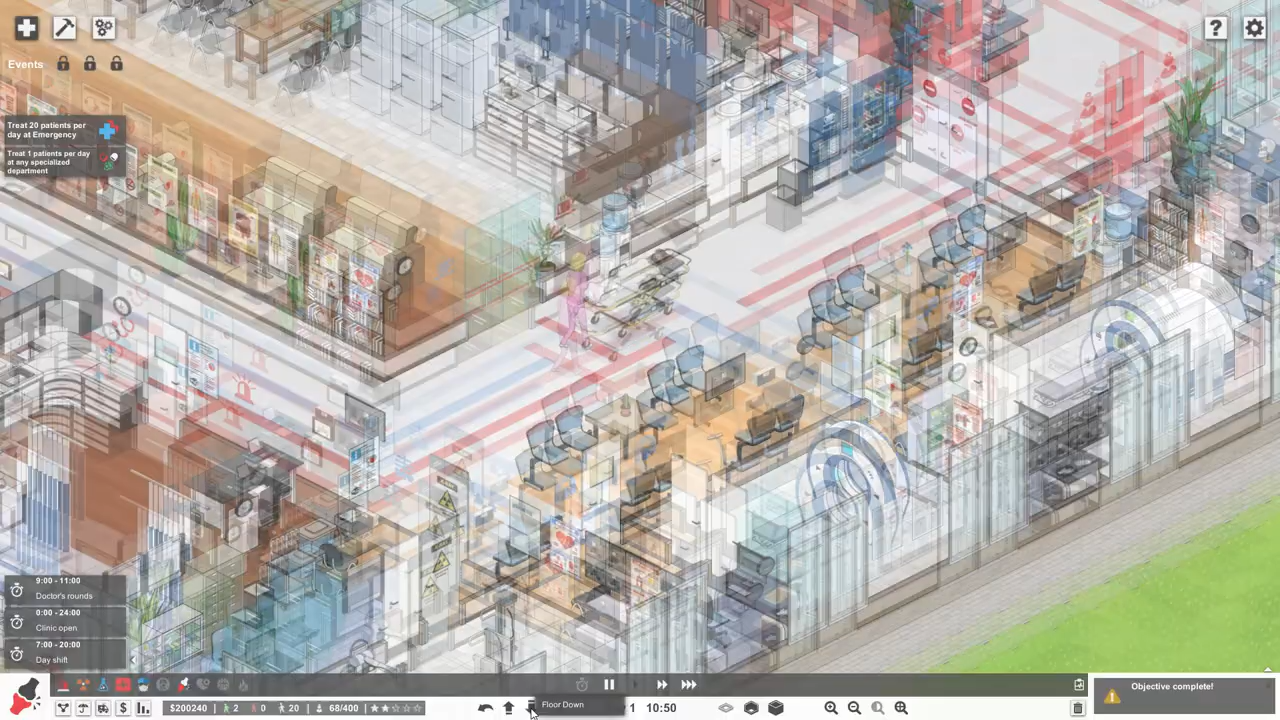 Events
Treat 20 patients per
day at Emergency
Treat 1 patients per day
at any specialized
department
9:00 - 11:00
Doctor's rounds
0:00 - 24:00
Clinic open
7:00 - 20:00
Day shift
$200240
2
0
20
68/400
Floor Down
1
10:50
Objective complete!